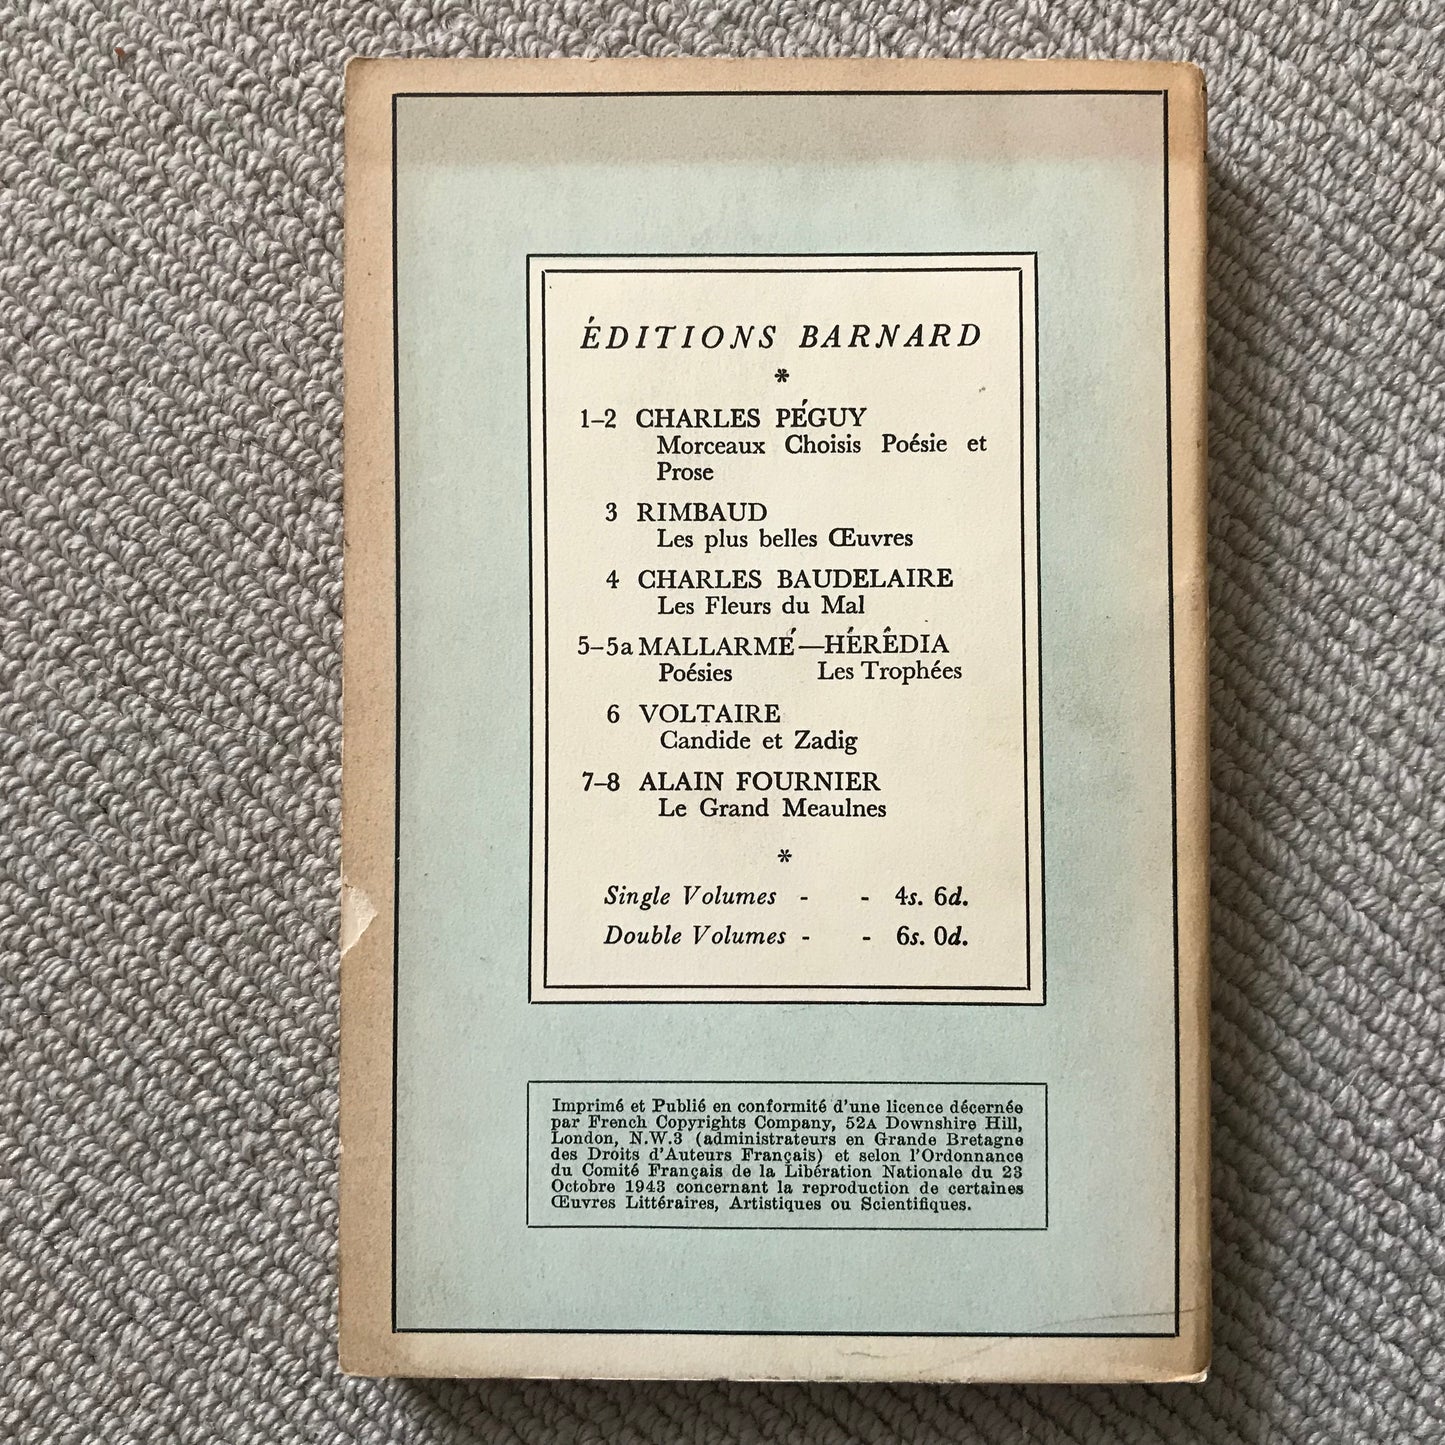 ÉDITIONS BARNARD
*
1–2 CHARLES PÉGUY
Morceaux Choisis Poésie et
Prose
3 RIMBAUD
Les plus belles Œuvres
4 CHARLES BAUDELAIRE
Les Fleurs du Mal
5–5a MALLARMÉ—HÉRÊDIA
Poésies Les Trophées
6 VOLTAIRE
Candide et Zadig
7–8 ALAIN FOURNIER
Le Grand Meaulnes
*
Single Volumes - - 4s. 6d.
Double Volumes - - 6s. 0d.
Imprimé et Publié en conformité d'une licence décernée
par French Copyrights Company, 52A Downshire Hill,
London, N.W.3 (administrateurs en Grande Bretagne
des Droits d'Auteurs Français) et selon l'Ordonnance
du Comité Français de la Libération Nationale du 23
Octobre 1943 concernant la reproduction de certaines
Œuvres Littéraires, Artistiques ou Scientifiques.